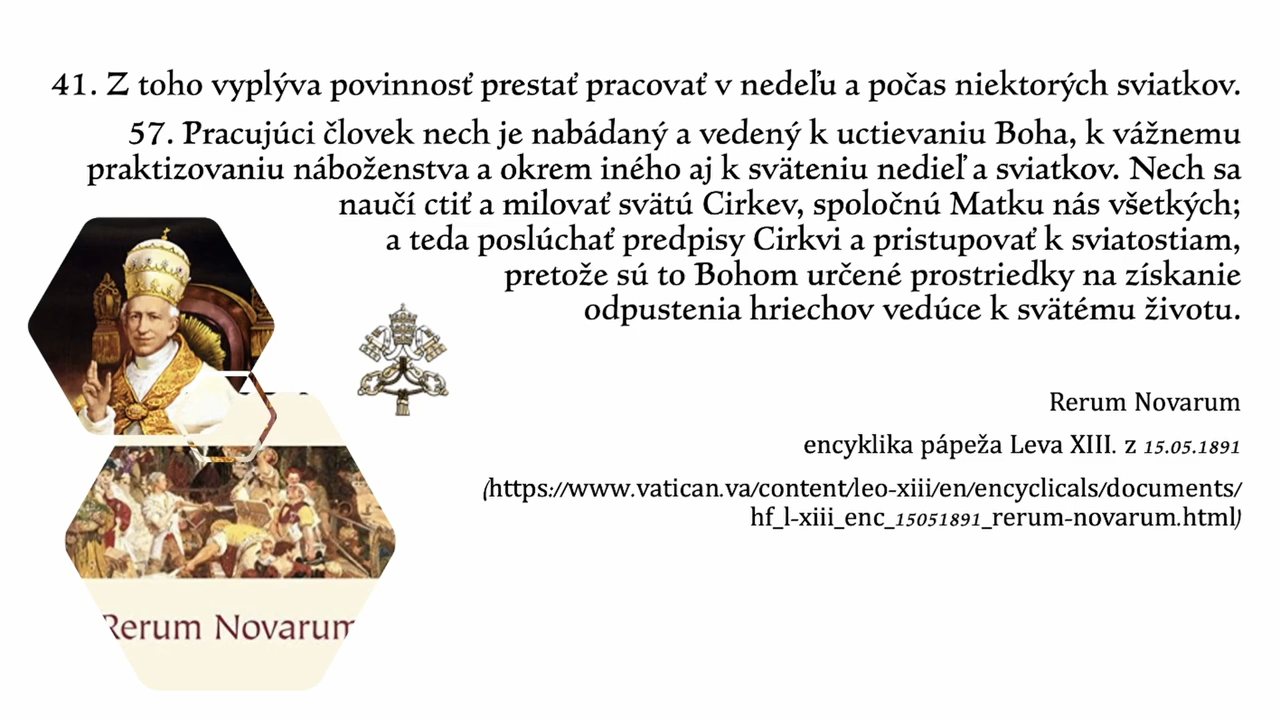 41. Z toho vyplýva povinnosť prestať pracovať v nedeľu a počas niektorých sviatkov.
57. Pracujúci človek nech je nabádaný a vedený k uctievaniu Boha, k vážnemu
praktizovaniu náboženstva a okrem iného aj k sväteniu nedieľ a sviatkov. Nech sa
naučí ctiť a milovať svätú Cirkev, spoločnú Matku nás všetkých;
a teda poslúchať predpisy Cirkvi a pristupovať k sviatostiam,
pretože sú to Bohom určené prostriedky na získanie
odpustenia hriechov vedúce k svätému životu.
Rerum Novarum
encyklika pápeža Leva XIII. z 15.05.1891
(https://www.vatican.va/content/leo-xiii/en/encyclicals/documents/
hf_l-xiii_enc_15051891_rerum-novarum.html)
Rerum Novarum